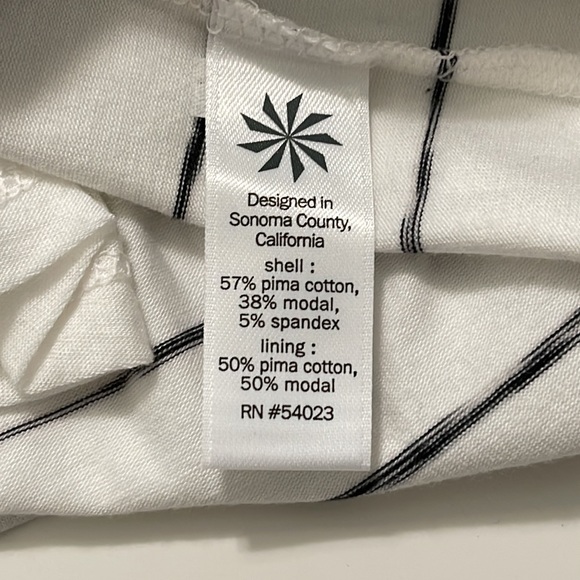 Designed in
Sonoma County,
California
shell :
57% pima cotton,
38% modal,
5% spandex
lining :
50% pima cotton,
50% modal
RN #54023